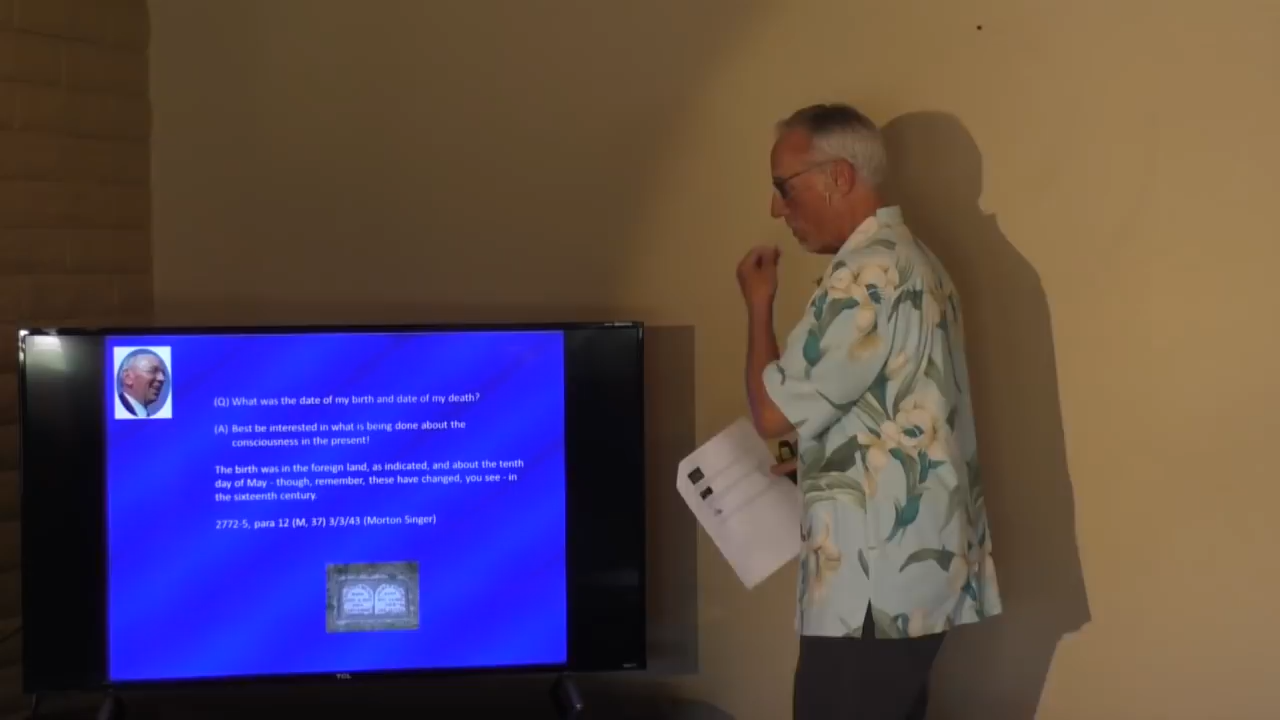 (Q) What was the date of my birth and date of my death?
(A) Best be interested in what is being done about the
consciousness in the present!
The birth was in the foreign land, as indicated, and about the tenth
day of May - though, remember, these have changed, you see - in
the sixteenth century.
2772-5, para 12 (M, 37) 3/3/43 (Morton Singer)
TCL